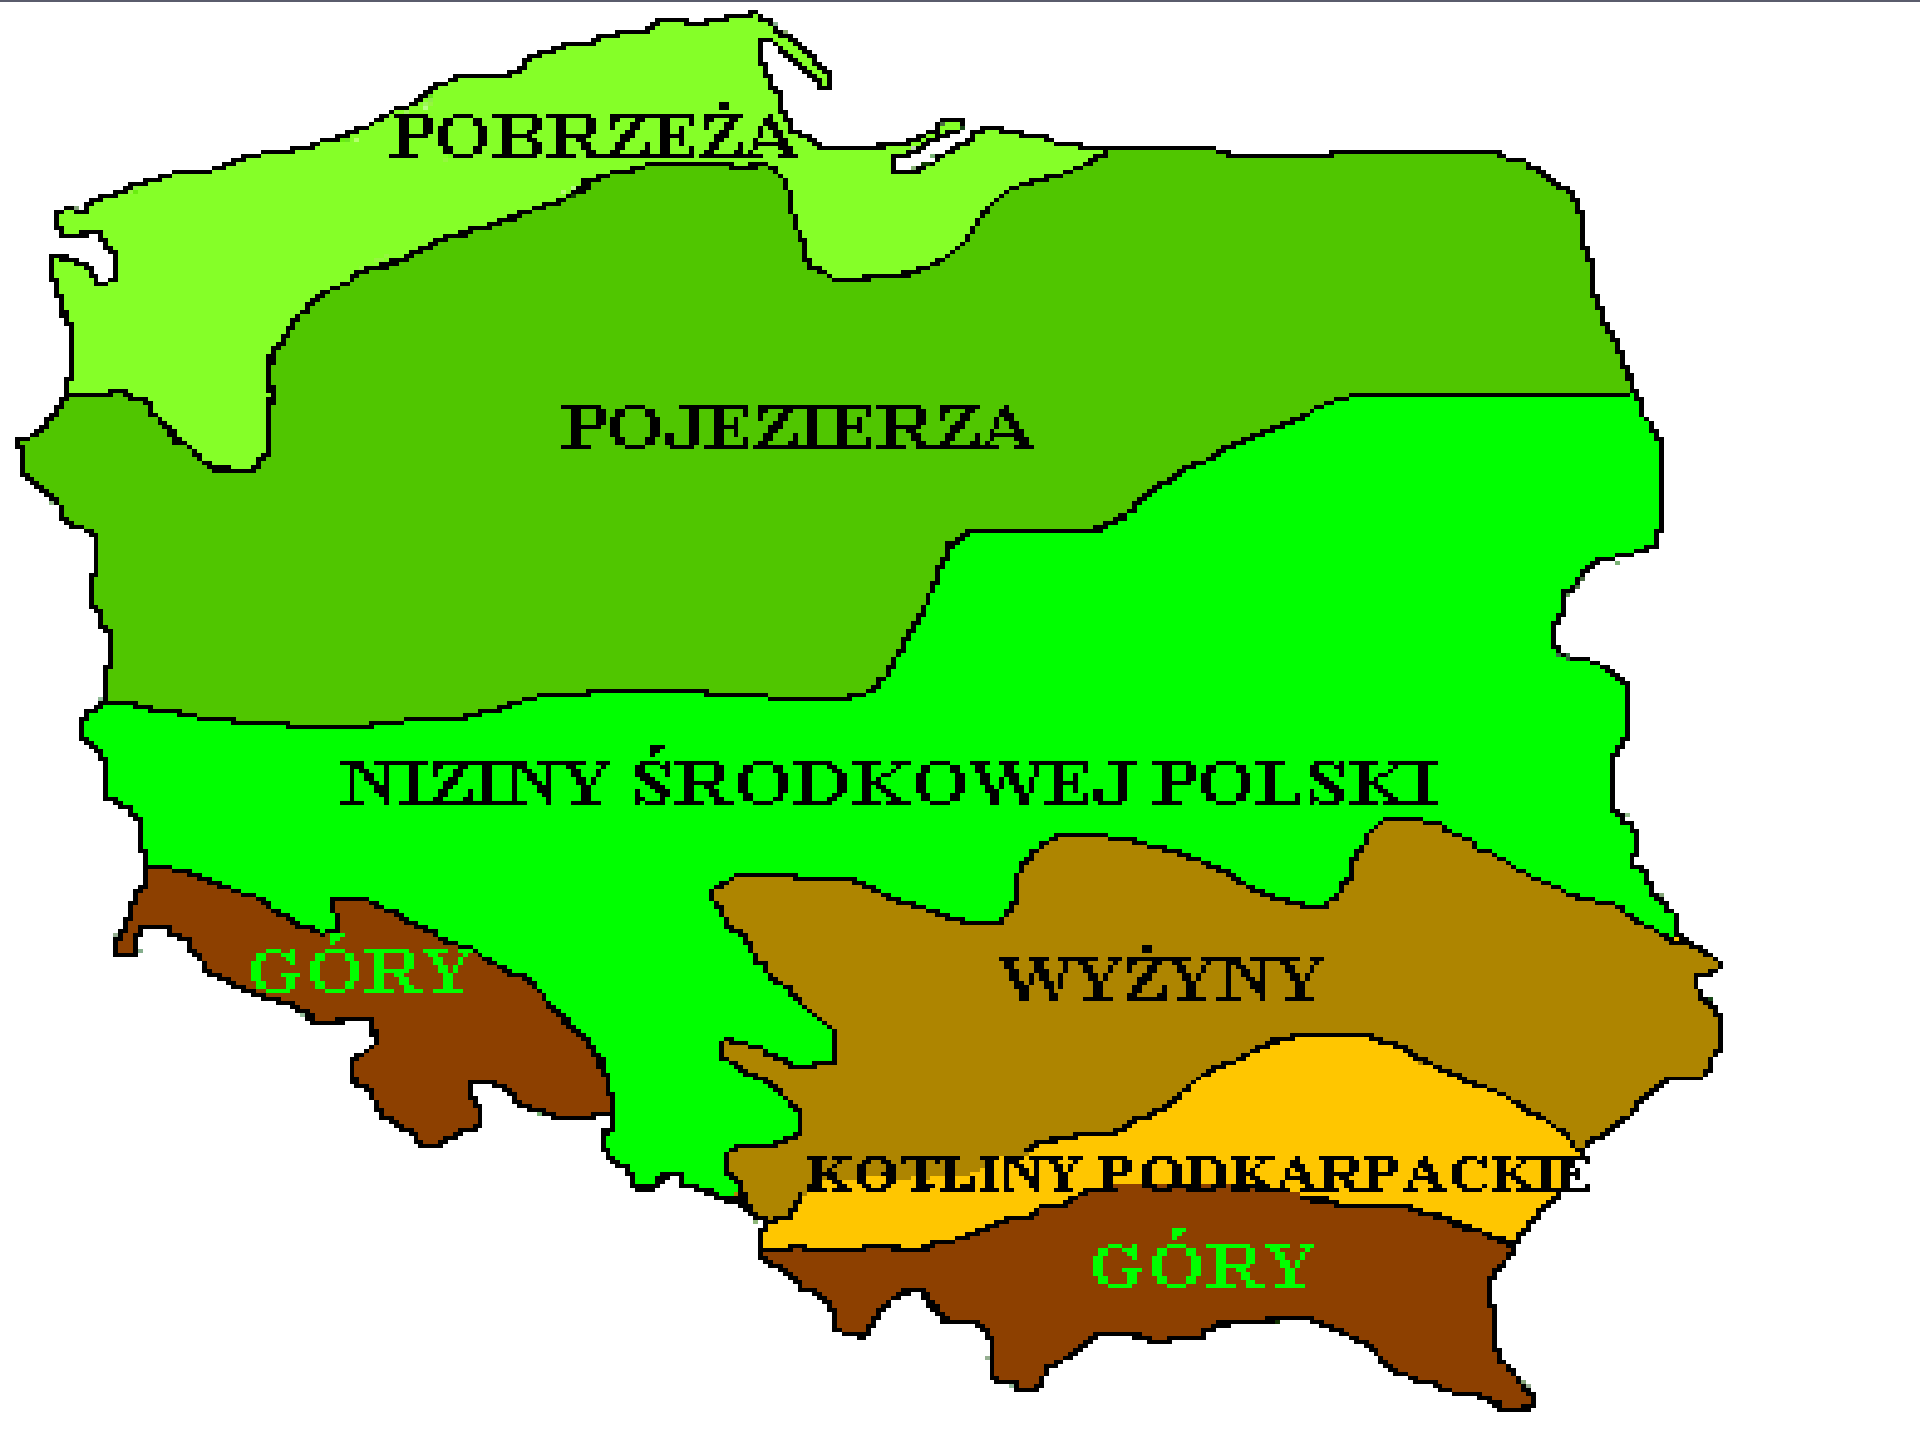 POBRZEŻA
POJEZIERZA
NIZINY ŚRODKOWEJ POLSKI
GÓRY
WYŻYNY
KOTLINY PODKARPACKIE
GÓRY